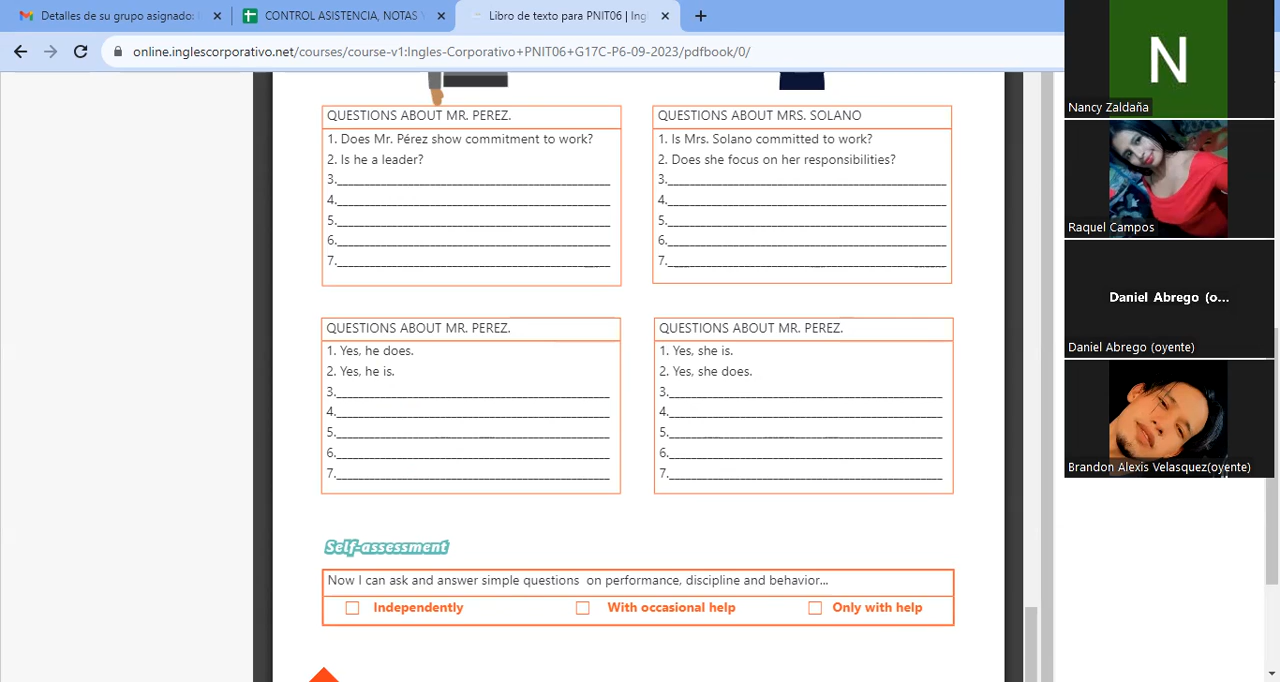 Detalles de su grupo asignado:
CONTROL ASISTENCIA, NOTAS Y
Libro de texto para PNIT06 | Ing
online.inglescorporativo.net/courses/course-v1:Ingles-Corporativo+PNIT06+G17C-P6-09-2023/pdfbook/0/
QUESTIONS ABOUT MR. PEREZ.
1. Does Mr. Pérez show commitment to work?
2. Is he a leader?
3.
4.
5.
6.
7.
QUESTIONS ABOUT MRS. SOLANO
1. Is Mrs. Solano committed to work?
2. Does she focus on her responsibilities?
3.
4.
5.
6.
7.
QUESTIONS ABOUT MR. PEREZ.
1. Yes, he does.
2. Yes, he is.
3.
4.
5.
6.
7.
QUESTIONS ABOUT MR. PEREZ.
1. Yes, she is.
2. Yes, she does.
3.
4.
5.
6.
7.
Self-assessment
Now I can ask and answer simple questions on performance, discipline and behavior...
Independently
With occasional help
Only with help
N
Nancy Zaldaña
Raquel Campos
Daniel Abrego (o...
Daniel Abrego (oyente)
Brandon Alexis Velasquez(oyente)